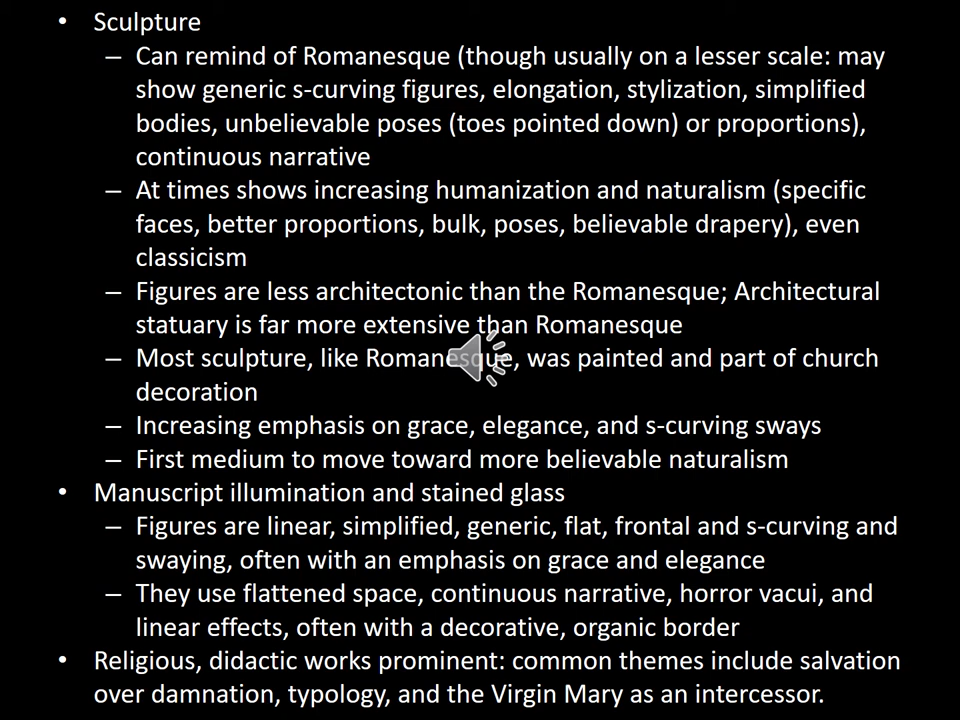 • Sculpture
– Can remind of Romanesque (though usually on a lesser scale: may
show generic s-curving figures, elongation, stylization, simplified
bodies, unbelievable poses (toes pointed down) or proportions),
continuous narrative
– At times shows increasing humanization and naturalism (specific
faces, better proportions, bulk, poses, believable drapery), even
classicism
– Figures are less architectonic than the Romanesque; Architectural
statuary is far more extensive than Romanesque
– Most sculpture, like Romanesque, was painted and part of church
decoration
– Increasing emphasis on grace, elegance, and s-curving sways
– First medium to move toward more believable naturalism
• Manuscript illumination and stained glass
– Figures are linear, simplified, generic, flat, frontal and s-curving and
swaying, often with an emphasis on grace and elegance
– They use flattened space, continuous narrative, horror vacui, and
linear effects, often with a decorative, organic border
• Religious, didactic works prominent: common themes include salvation
over damnation, typology, and the Virgin Mary as an intercessor.